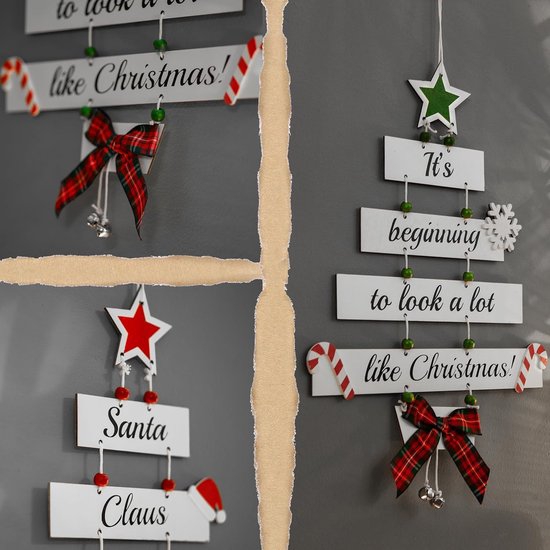 to look a lot
like Christmas!
Santa
Claus
It's
beginning
to look a lot
like Christmas!